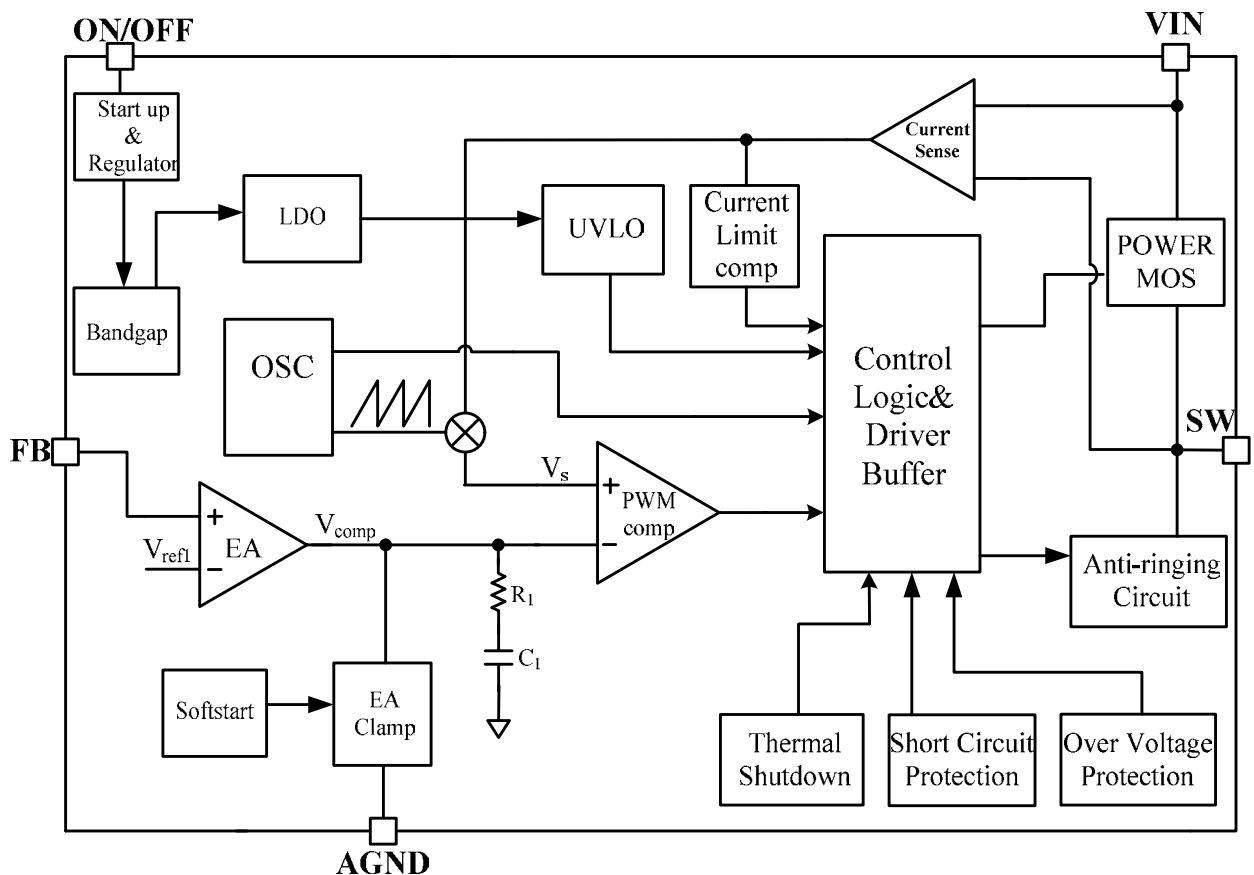 ON/OFF
VIN
Start up
&
Regulator
Current
Sense
LDO
UVLO
Current
Limit
comp
POWER
MOS
Bandgap
OSC
Control
Logic&
Driver
Buffer
SW
FB
Vs
+
PWM
comp
−
+
EA
Vref1
−
Vcomp
R1
C1
Anti-ringing
Circuit
Softstart
EA
Clamp
Thermal
Shutdown
Short Circuit
Protection
Over Voltage
Protection
AGND